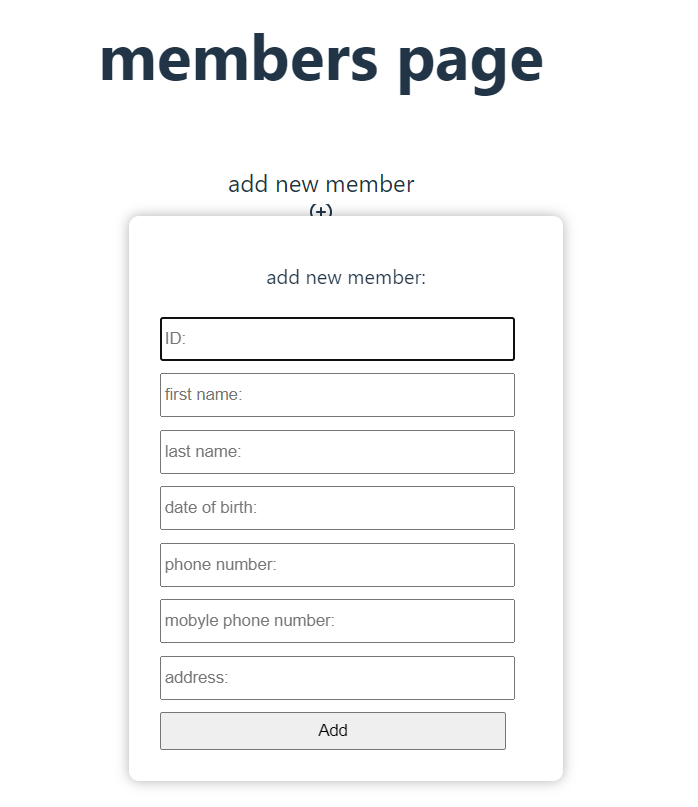 members page
add new member
(+)
add new member:
ID:
first name:
last name:
date of birth:
phone number:
mobyle phone number:
address:
Add